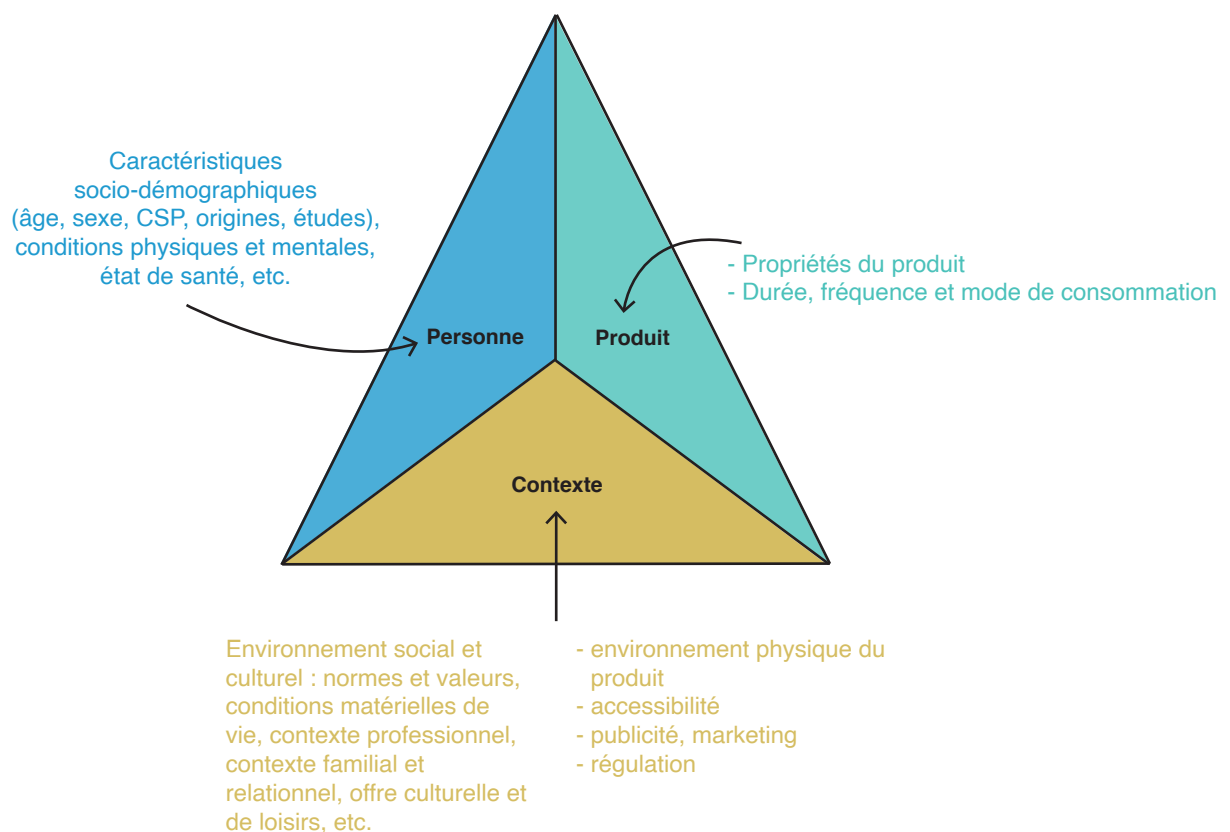 Caractéristiques
socio-démographiques
(âge, sexe, CSP, origines, études),
conditions physiques et mentales,
état de santé, etc.
- Propriétés du produit
- Durée, fréquence et mode de consommation
Personne
Produit
Contexte
Environnement social et
culturel : normes et valeurs,
conditions matérielles de
vie, contexte professionnel,
contexte familial et
relationnel, offre culturelle et
de loisirs, etc.
- environnement physique du
produit
- accessibilité
- publicité, marketing
- régulation